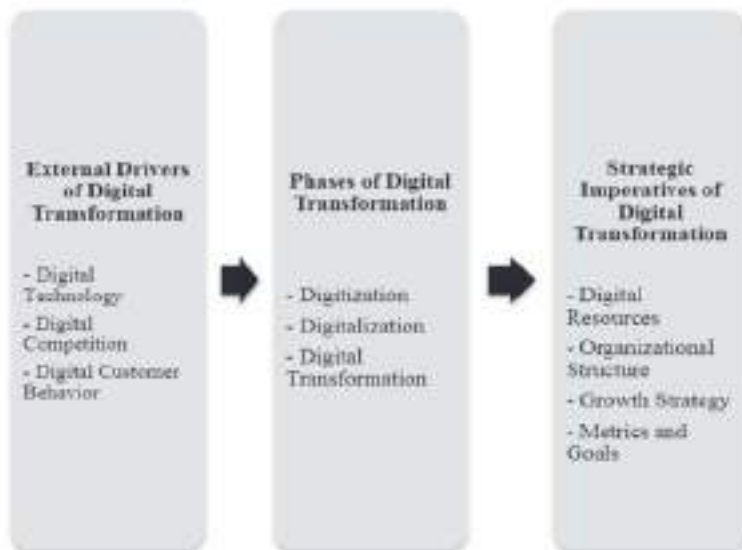 External Drivers
of Digital
Transformation
- Digital
Technology
- Digital
Competition
- Digital Customer
Behavior
Phases of Digital
Transformation
- Digitization
- Digitalization
- Digital
Transformation
Strategic
Imperatives of
Digital
Transformation
- Digital
Resources
- Organizational
Structure
- Growth Strategy
- Metrics and
Goals